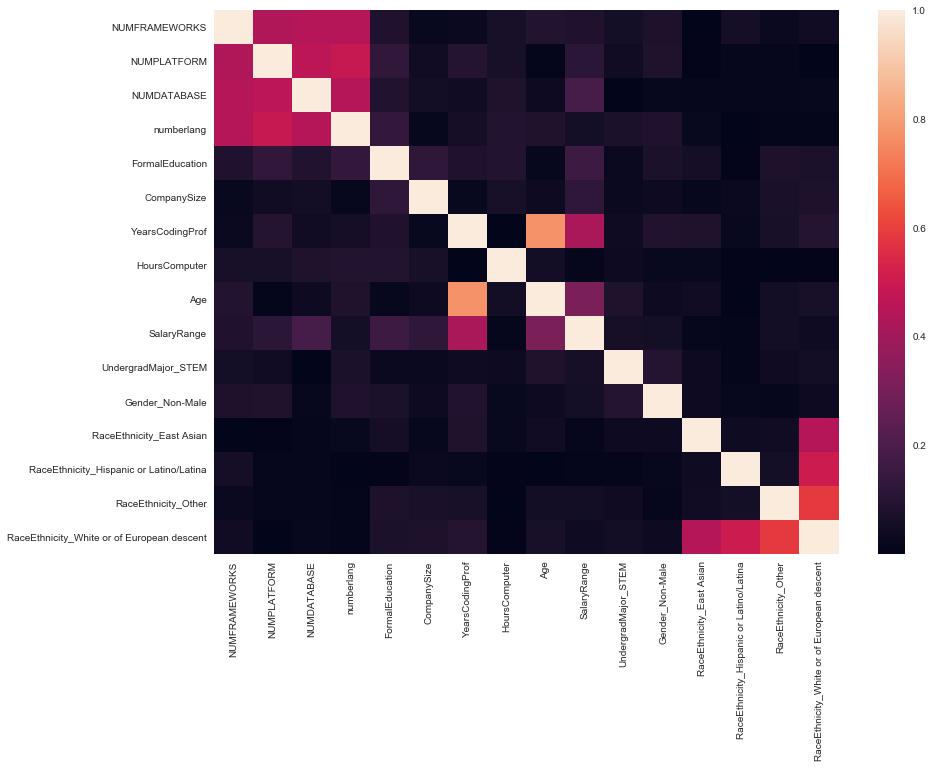 NUMFRAMEWORKS
NUMPLATFORM
NUMDATABASE
numberlang
FormalEducation
CompanySize
YearsCodingProf
HoursComputer
Age
SalaryRange
UndergradMajor_STEM
Gender_Non-Male
RaceEthnicity_East Asian
RaceEthnicity_Hispanic or Latino/Latina
RaceEthnicity_Other
RaceEthnicity_White or of European descent
NUMFRAMEWORKS
NUMPLATFORM
NUMDATABASE
numberlang
FormalEducation
CompanySize
YearsCodingProf
HoursComputer
Age
SalaryRange
UndergradMajor_STEM
Gender_Non-Male
RaceEthnicity_East Asian
RaceEthnicity_Hispanic or Latino/Latina
RaceEthnicity_Other
RaceEthnicity_White or of European descent
1.0
0.8
0.6
0.4
0.2